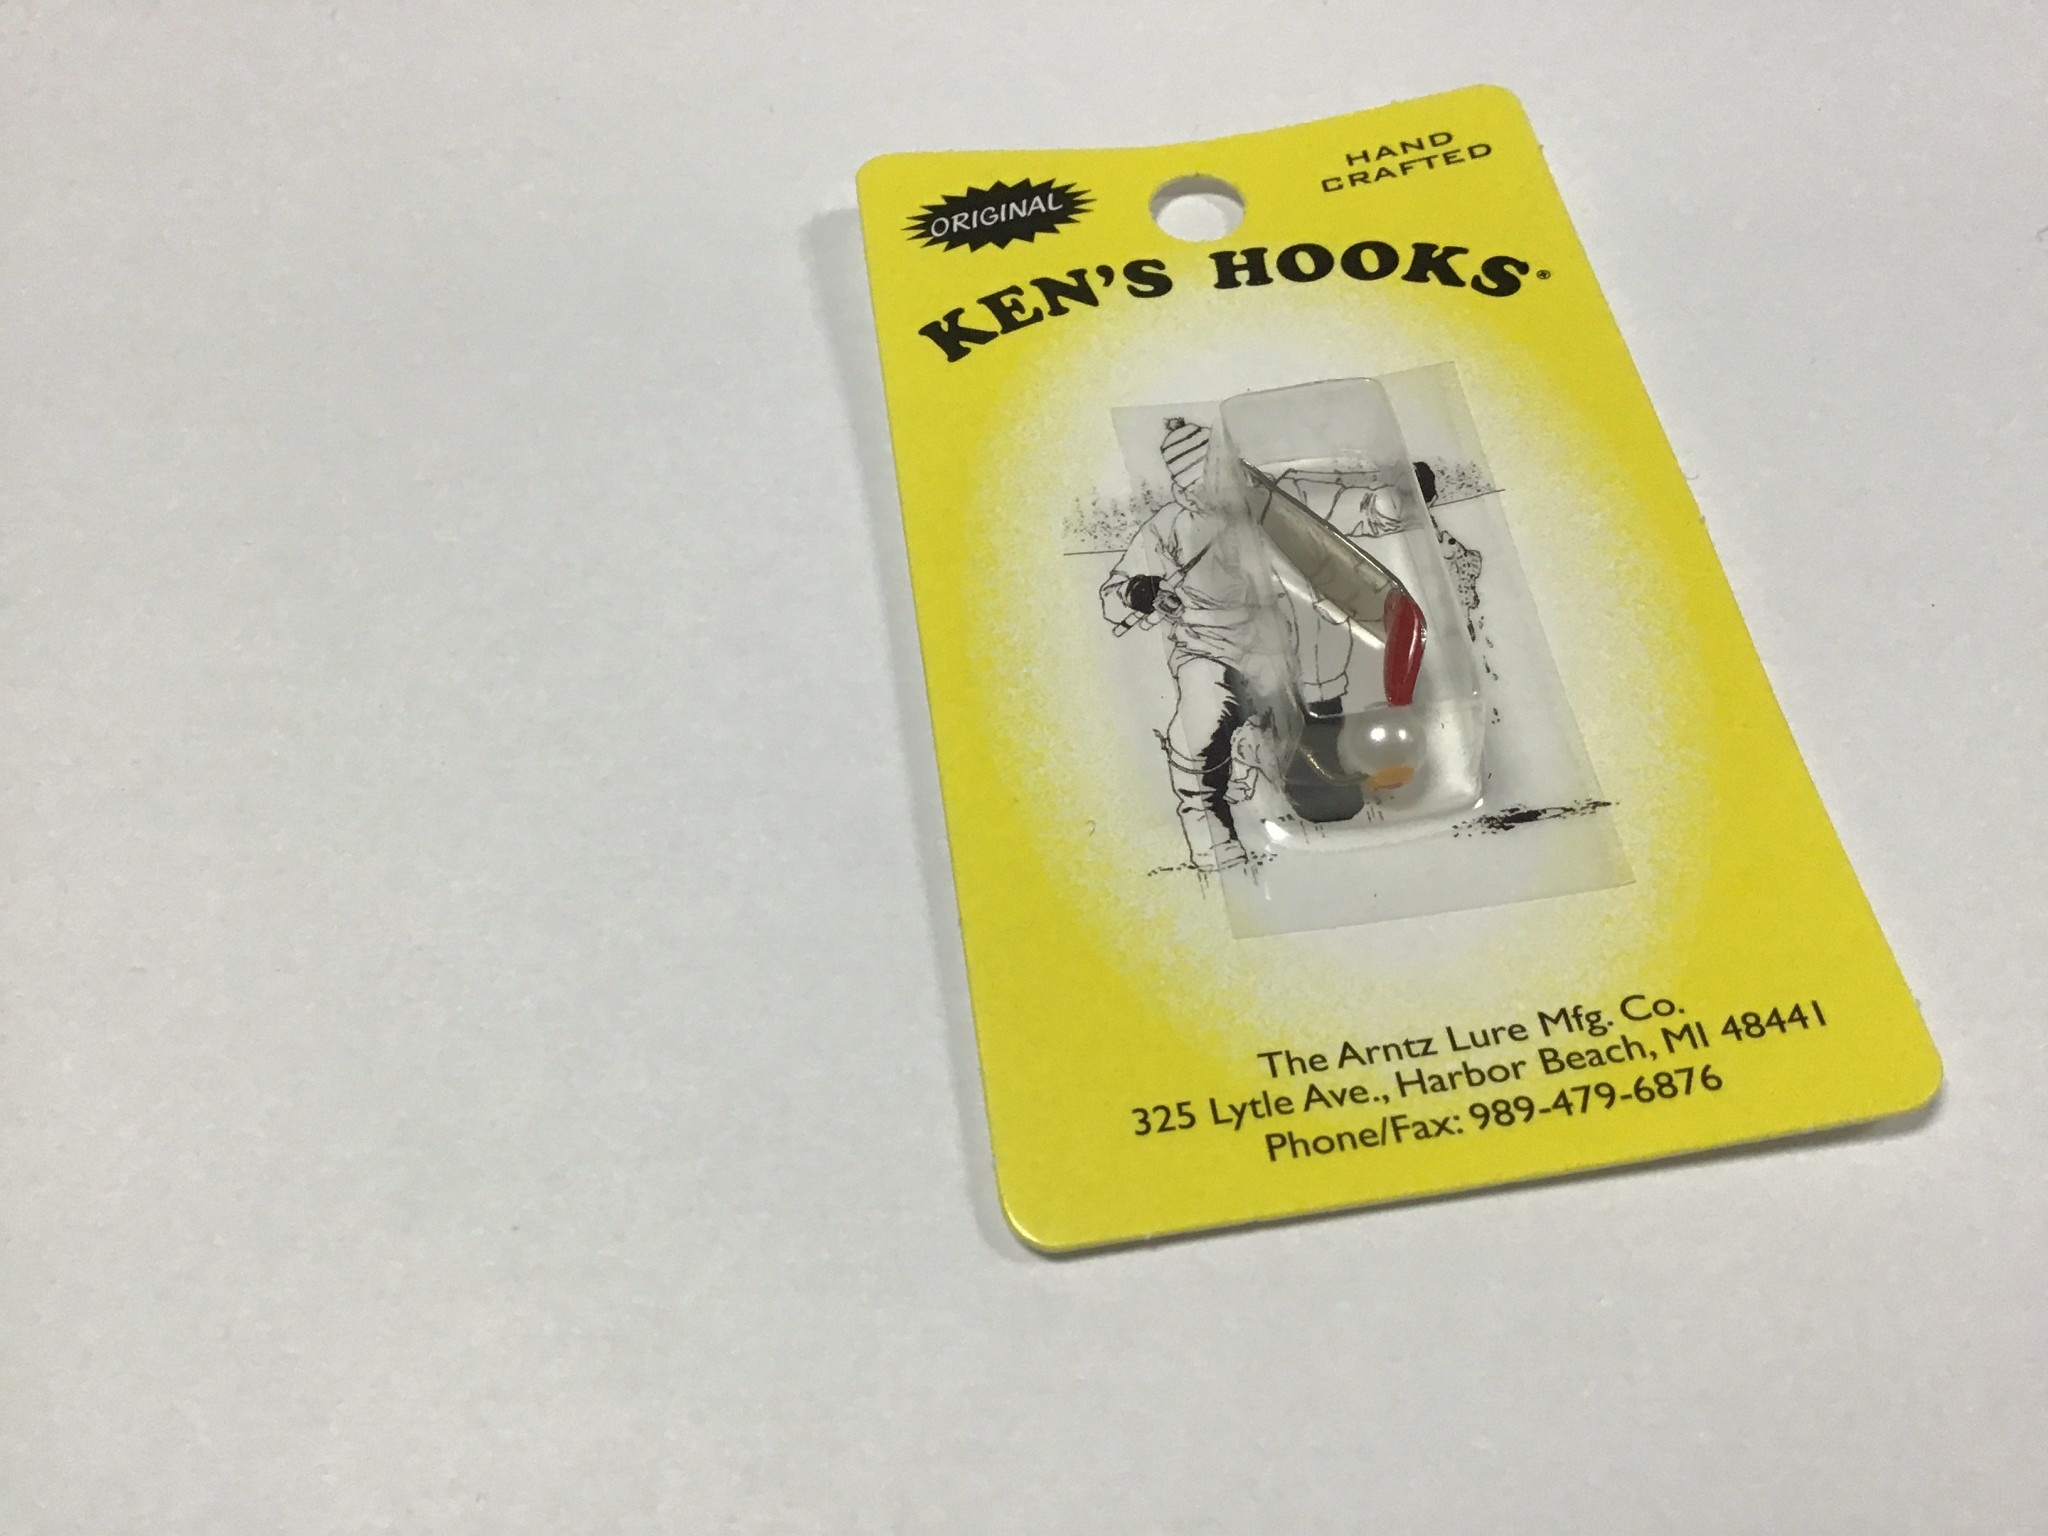 ORIGINAL
HAND
CRAFTED
KEN'S HOOKS®
The Arntz Lure Mfg. Co.
325 Lytle Ave., Harbor Beach, MI 48441
Phone/Fax: 989-479-6876